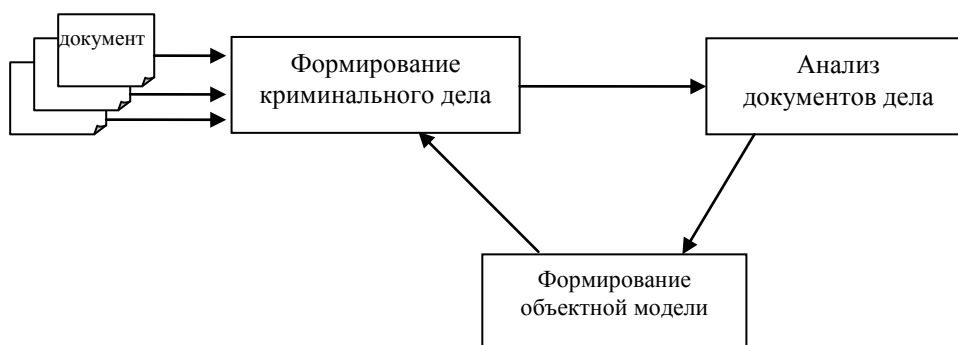 документ
Формирование
криминального дела
Анализ
документов дела
Формирование
объектной модели